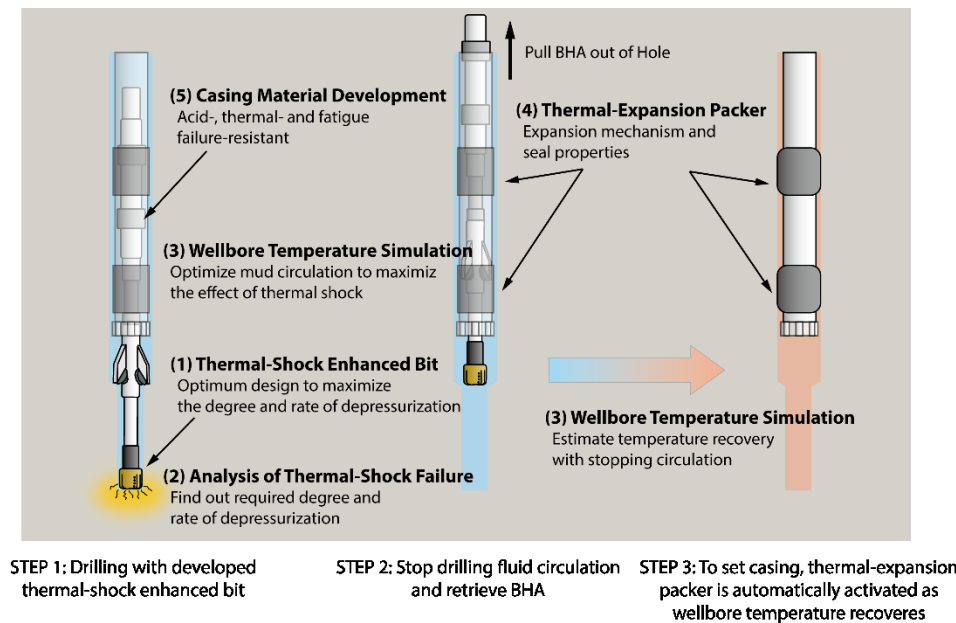 Pull BHA out of Hole
(5) Casing Material Development
Acid-, thermal- and fatigue
failure-resistant
(4) Thermal-Expansion Packer
Expansion mechanism and
seal properties
(3) Wellbore Temperature Simulation
Optimize mud circulation to maximiz
the effect of thermal shock
(1) Thermal-Shock Enhanced Bit
Optimum design to maximize
the degree and rate of depressurization
(3) Wellbore Temperature Simulation
Estimate temperature recovery
with stopping circulation
(2) Analysis of Thermal-Shock Failure
Find out required degree and
rate of depressurization
STEP 1: Drilling with developed
thermal-shock enhanced bit
STEP 2: Stop drilling fluid circulation
and retrieve BHA
STEP 3: To set casing, thermal-expansion
packer is automatically activated as
wellbore temperature recoveres